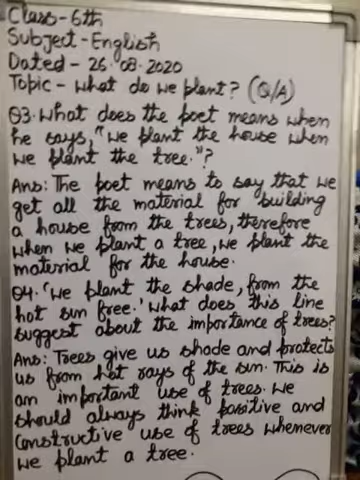 Class-6th
Subject-English
Dated - 26.08.2020
Topic - what do we plant? (Q/A)
Q3. What does the poet means when
he says, "we plant the house when
we plant the tree."?
Ans: The poet means to say that we
get all the material for building
a house from the trees, therefore
when we plant a tree, we plant the
material for the house.
Q4. 'We plant the shade, from the
hot sun free.' What does this line
suggest about the importance of trees?
Ans: Trees give us shade and protects
us from hot rays of the sun. This is
an important use of trees. We
should always think positive and
constructive use of trees whenever
we plant a tree.